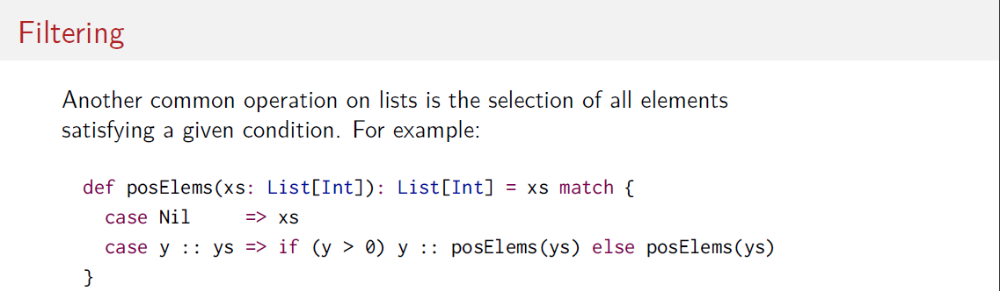 Filtering
Another common operation on lists is the selection of all elements
satisfying a given condition. For example:
def posElems(xs: List[Int]): List[Int] = xs match {
  case Nil     => xs
  case y :: ys => if (y > 0) y :: posElems(ys) else posElems(ys)
}